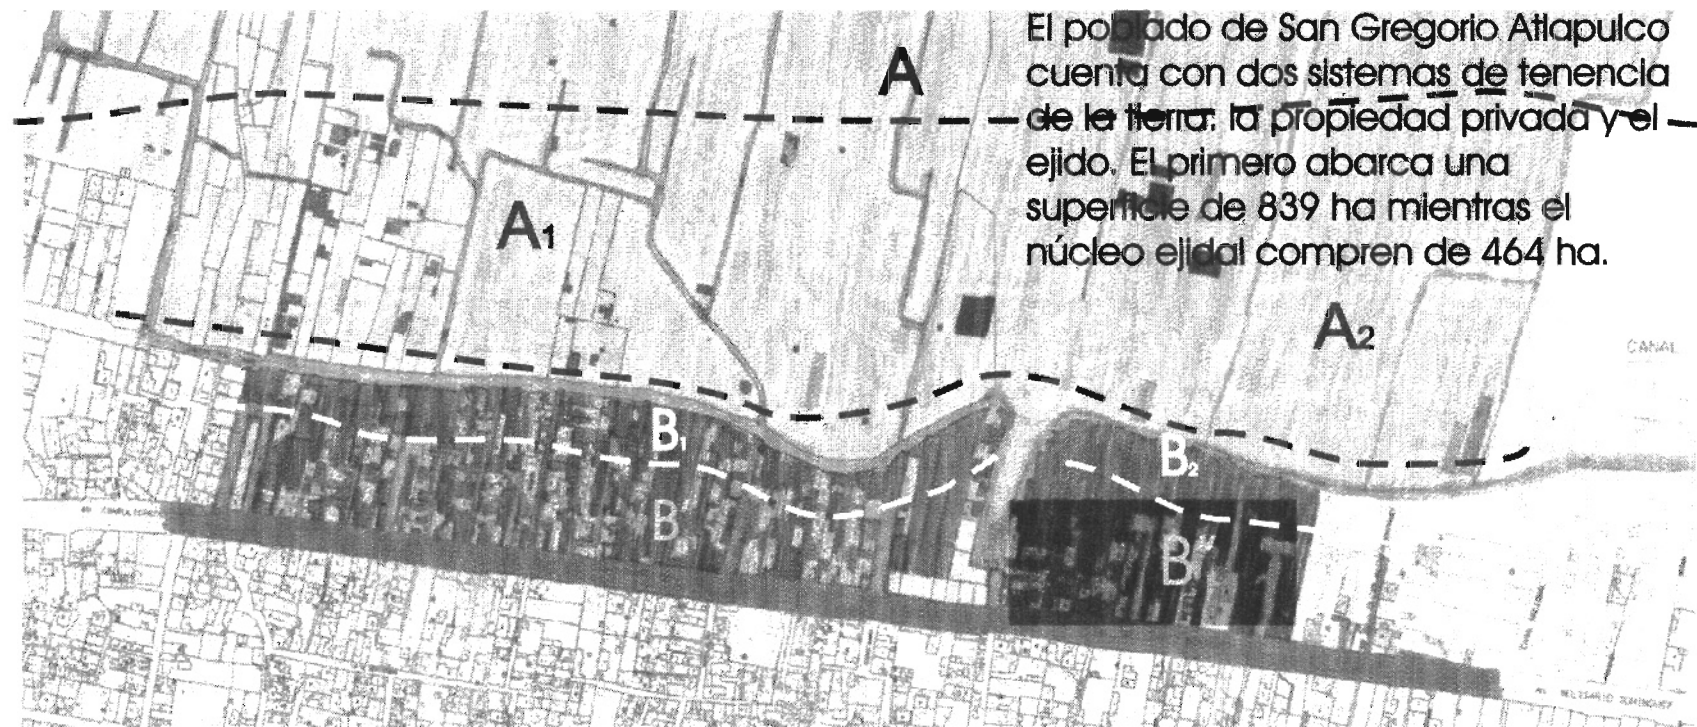 El poblado de San Gregorio Atlapulco
cuenta con dos sistemas de tenencia
de la tierra: la propiedad privada y el
ejido. El primero abarca una
superficie de 839 ha mientras el
núcleo ejidal compren de 464 ha.
A
A1
A2
CANAL
B1
B2
B
B